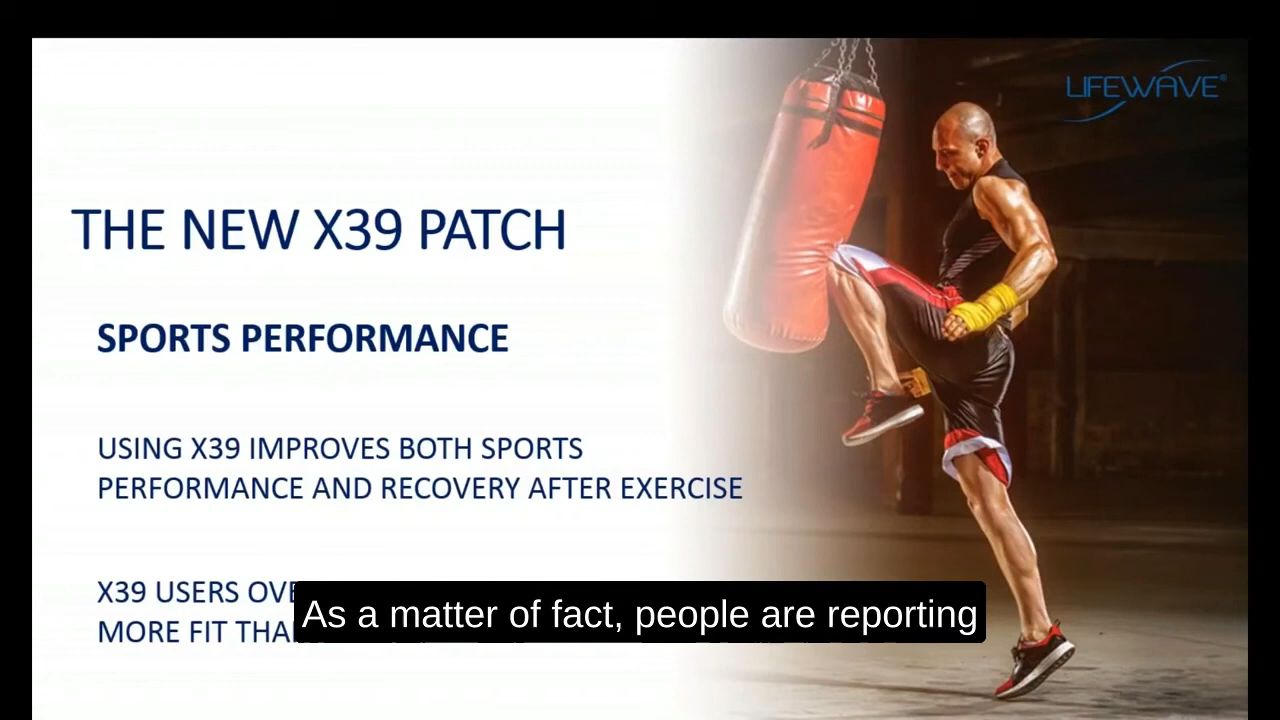 LIFEWAVE®
THE NEW X39 PATCH
SPORTS PERFORMANCE
USING X39 IMPROVES BOTH SPORTS
PERFORMANCE AND RECOVERY AFTER EXERCISE
X39 USERS
MORE FIT
As a matter of fact, people are reporting